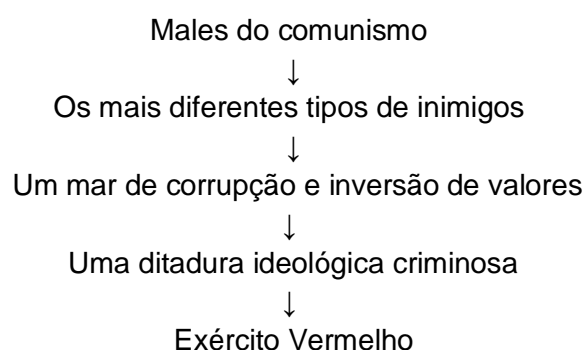 Males do comunismo
↓
Os mais diferentes tipos de inimigos
↓
Um mar de corrupção e inversão de valores
↓
Uma ditadura ideológica criminosa
↓
Exército Vermelho